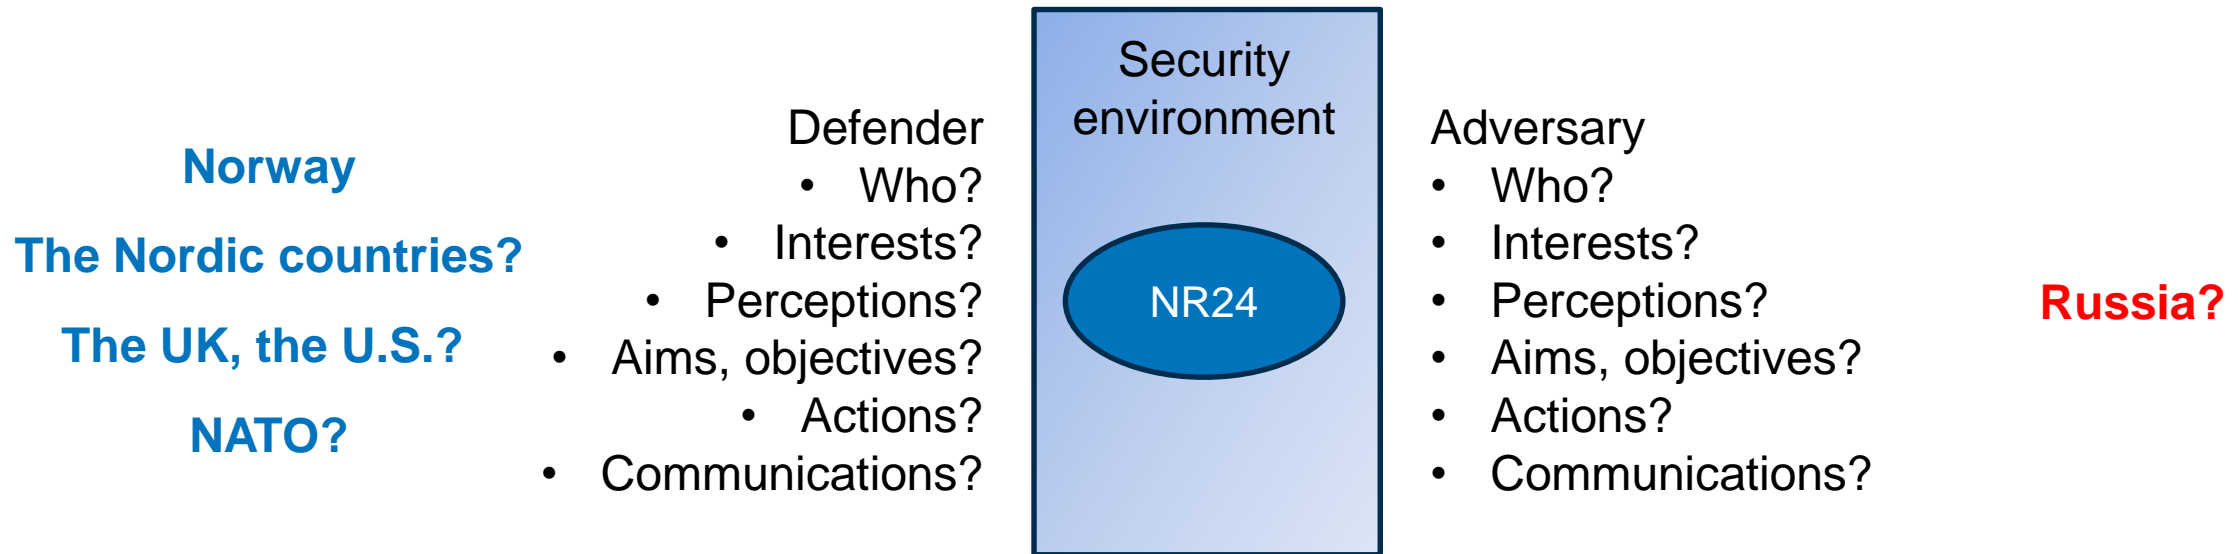 Norway
The Nordic countries?
The UK, the U.S.?
NATO?
Defender
• Who?
• Interests?
• Perceptions?
• Aims, objectives?
• Actions?
• Communications?
Security
environment
NR24
Adversary
• Who?
• Interests?
• Perceptions?
• Aims, objectives?
• Actions?
• Communications?
Russia?